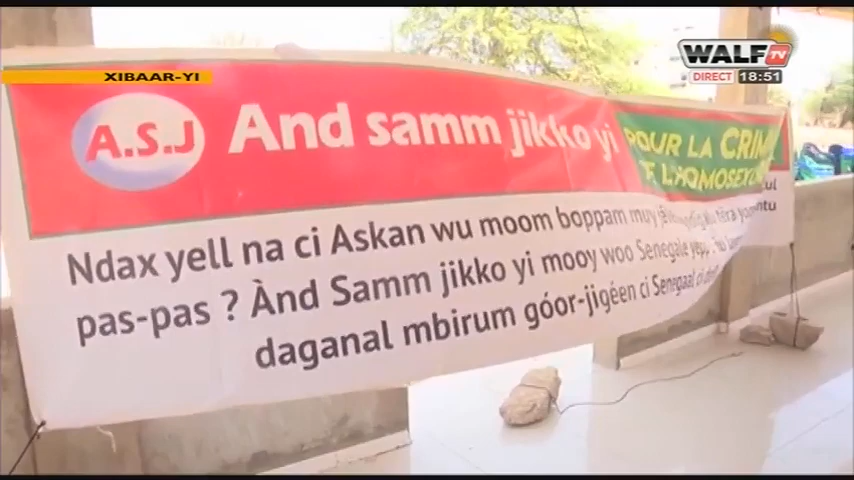 WALF TV
DIRECT 18:51
XIBAAR-YI
A.S.J
And samm jikko yi
POUR LA
Ndax yell na ci Askan wu moom boppam muy
pas-pas ? Ànd Samm jikko yi mooy woo Senegale yepp
daganal mbirum góor-jigéen ci Senegaal ci